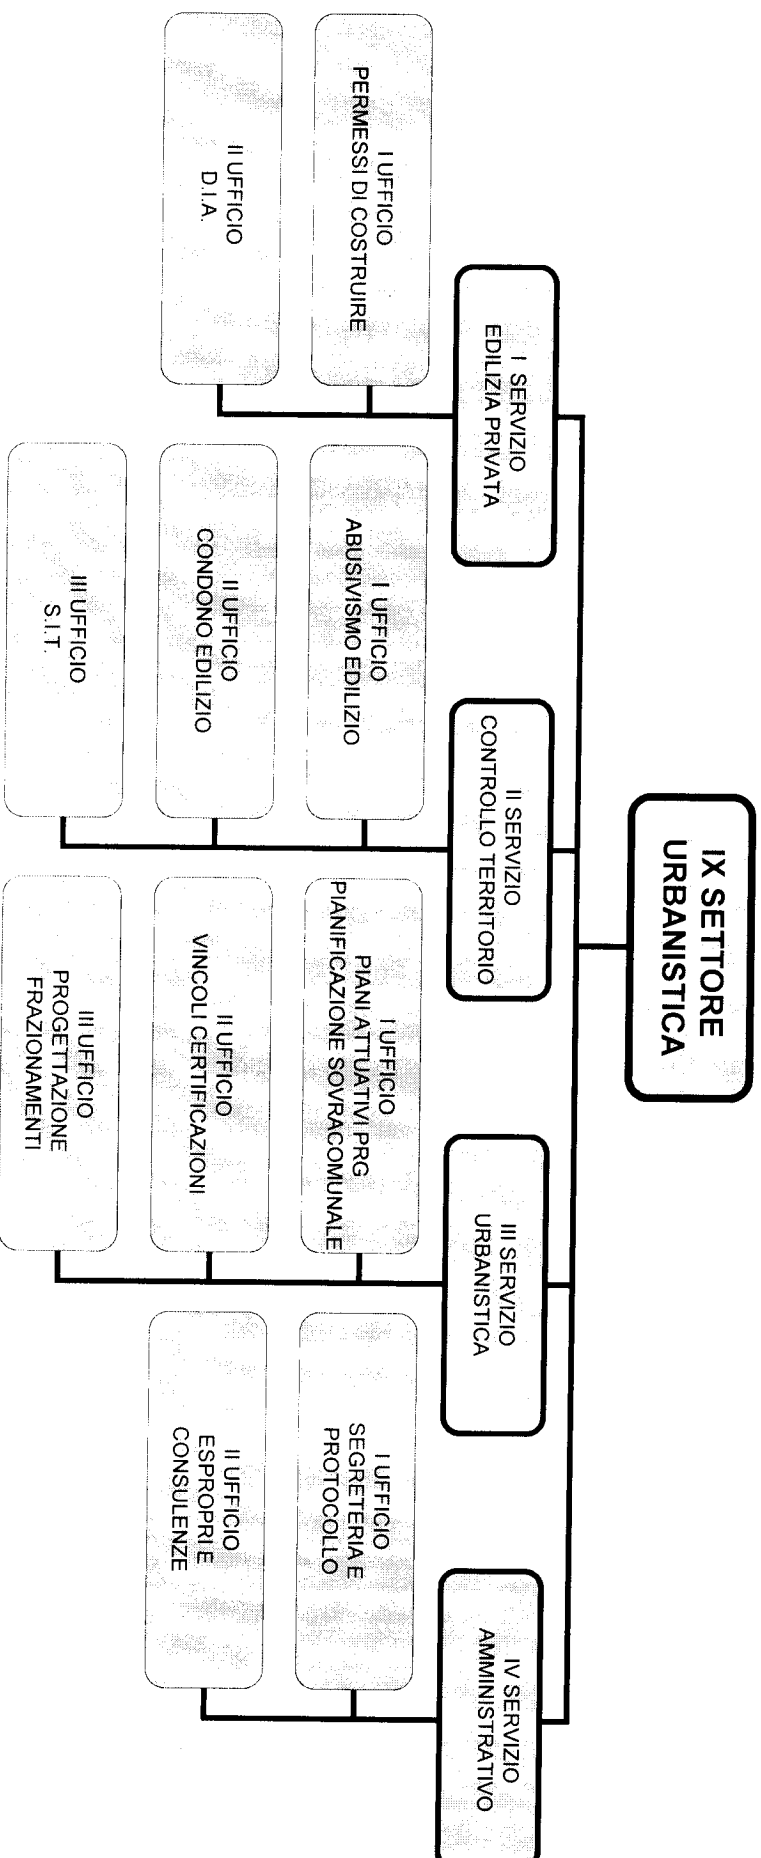 IX SETTORE
URBANISTICA
I SERVIZIO
EDILIZIA PRIVATA
I UFFICIO
PERMESSI DI COSTRUIRE
II UFFICIO
D.I.A.
II SERVIZIO
CONTROLLO TERRITORIO
I UFFICIO
ABUSIVISMO EDILIZIO
II UFFICIO
CONDONO EDILIZIO
III UFFICIO
S.I.T.
III SERVIZIO
URBANISTICA
I UFFICIO
PIANI ATTUATIVI PRG
PIANIFICAZIONE SOVRACOMUNALE
II UFFICIO
VINCOLI CERTIFICAZIONI
III UFFICIO
PROGETTAZIONE
FRAZIONAMENTI
IV SERVIZIO
AMMINISTRATIVO
I UFFICIO
SEGRETERIA E
PROTOCOLLO
II UFFICIO
ESPROPRI E
CONSULENZE